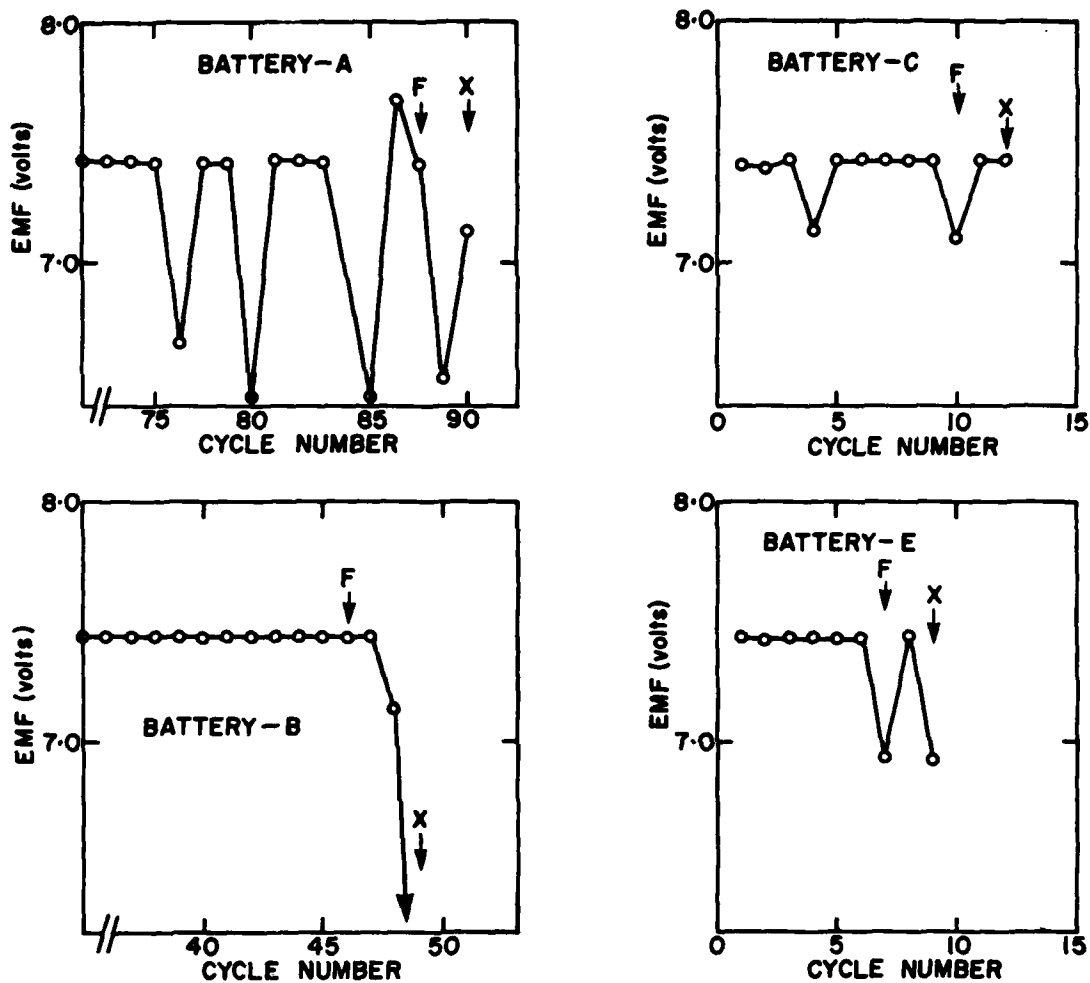 BATTERY-A
F
X
8.0
7.0
EMF (volts)
75 80 85 90
CYCLE NUMBER
BATTERY-C
F
X
8.0
7.0
EMF (volts)
0 5 10 15
CYCLE NUMBER
BATTERY-B
F
X
8.0
7.0
EMF (volts)
40 45 50
CYCLE NUMBER
BATTERY-E
F
X
8.0
7.0
EMF (volts)
0 5 10 15
CYCLE NUMBER